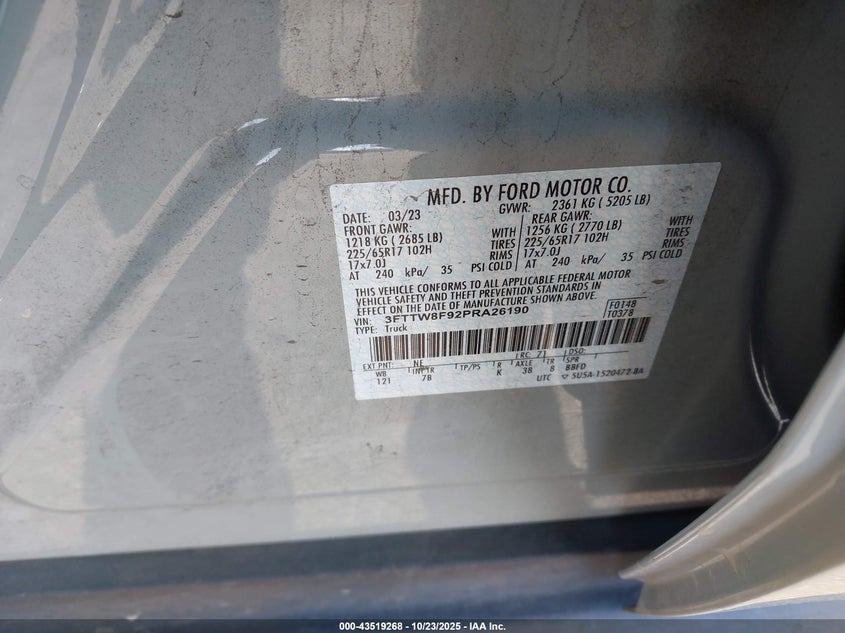 MFD. BY FORD MOTOR CO.
DATE: 03/23 GVWR: 2361 KG ( 5205 LB)
FRONT GAWR: REAR GAWR:
1218 KG ( 2685 LB) WITH 1256 KG ( 2770 LB) WITH
225/65R17 102H TIRES 225/65R17 102H TIRES
17x7.0J RIMS 17x7.0J RIMS
AT 240 kPa/ 35 PSI COLD AT 240 kPa/ 35 PSI COLD
THIS VEHICLE CONFORMS TO ALL APPLICABLE FEDERAL MOTOR
VEHICLE SAFETY AND THEFT PREVENTION STANDARDS IN
EFFECT ON THE DATE OF MANUFACTURE SHOWN ABOVE.
VIN: 3FTTW8F92PRA26190 F0148
TYPE: Truck T0378
EXT PNT: NE RC: 71 DSO:
WB INT TR TP/PS R AXLE TR SPR
121 7B K 38 8 BBFD
UTC 5U5A-1520472-BA
000-43519268 - 10/23/2025 - IAA Inc.